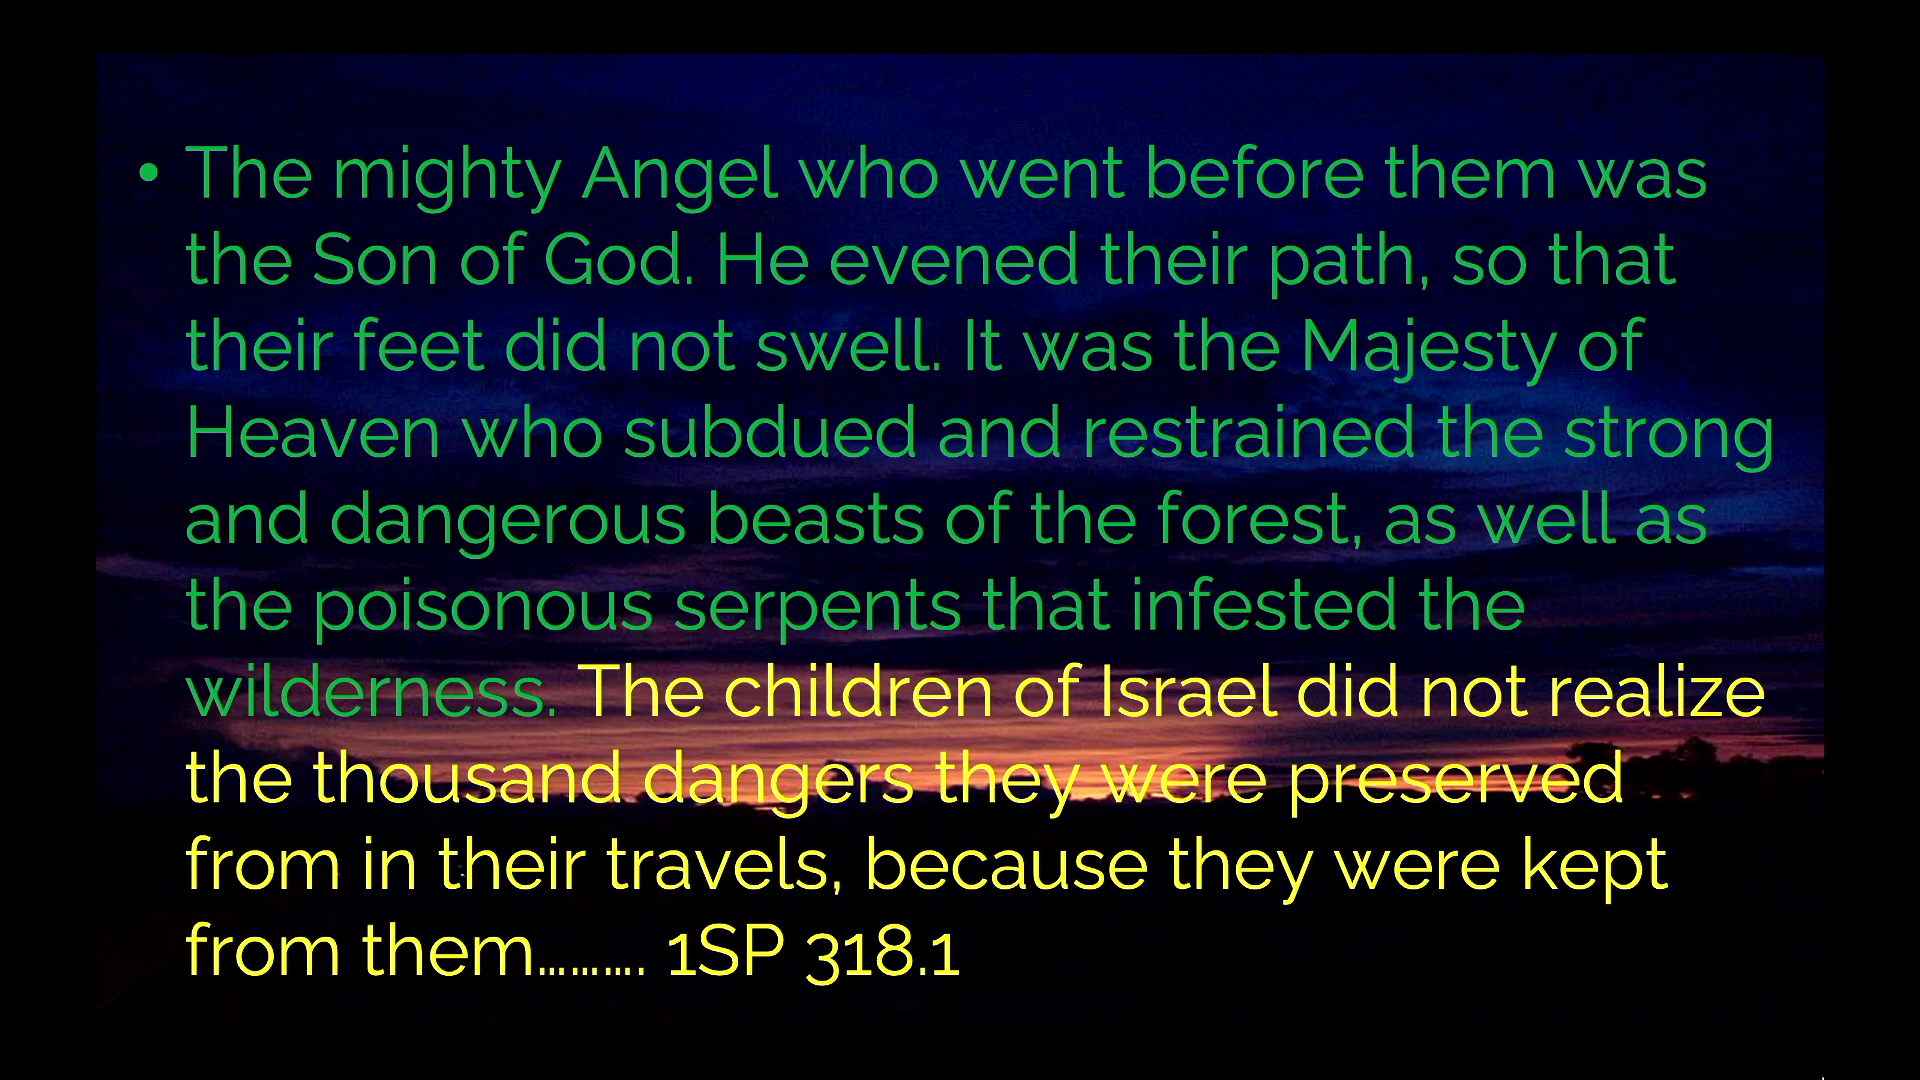 • The mighty Angel who went before them was
the Son of God. He evened their path, so that
their feet did not swell. It was the Majesty of
Heaven who subdued and restrained the strong
and dangerous beasts of the forest, as well as
the poisonous serpents that infested the
wilderness. The children of Israel did not realize
the thousand dangers they were preserved
from in their travels, because they were kept
from them………. 1SP 318.1